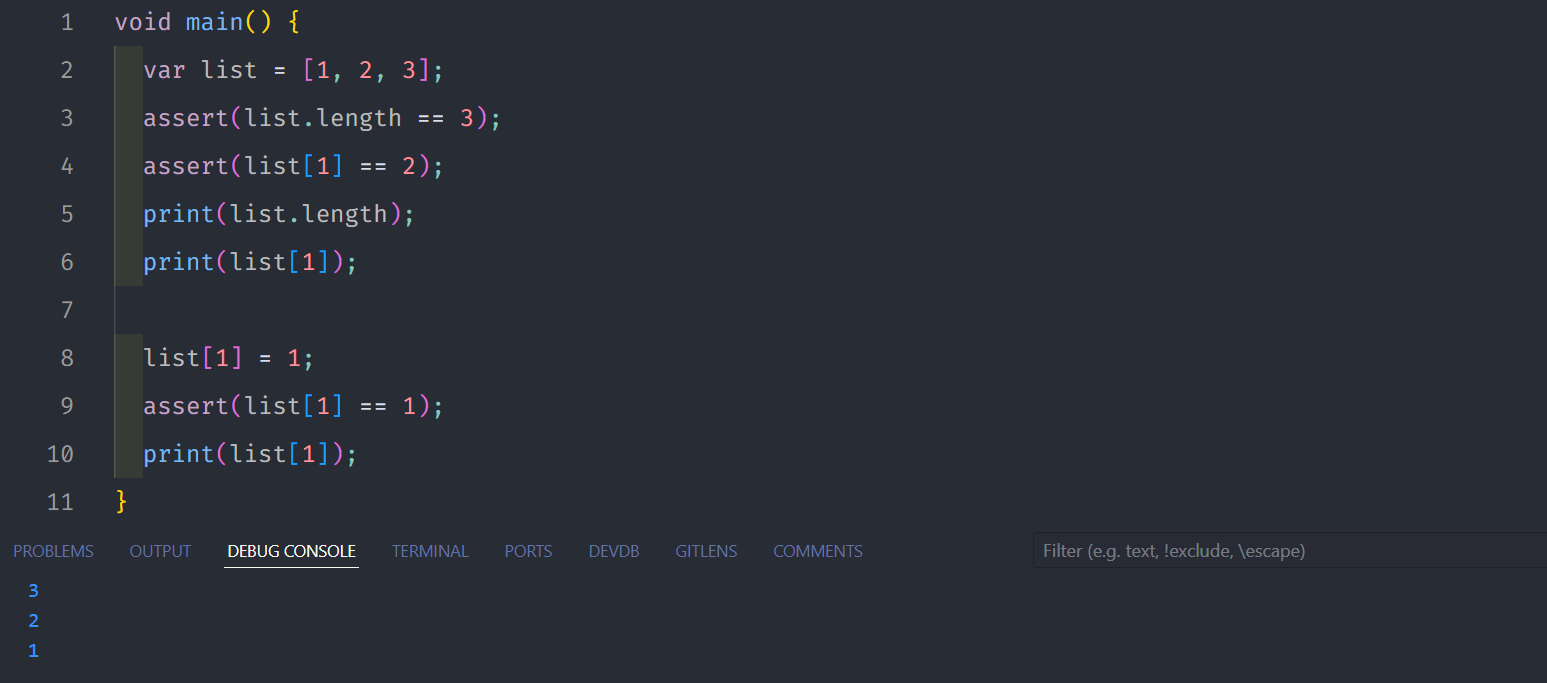 1 void main() {
2   var list = [1, 2, 3];
3   assert(list.length == 3);
4   assert(list[1] == 2);
5   print(list.length);
6   print(list[1]);
7
8   list[1] = 1;
9   assert(list[1] == 1);
10   print(list[1]);
11 }
PROBLEMS OUTPUT DEBUG CONSOLE TERMINAL PORTS DEVDB GITLENS COMMENTS Filter (e.g. text, !exclude, \escape)
3
2
1